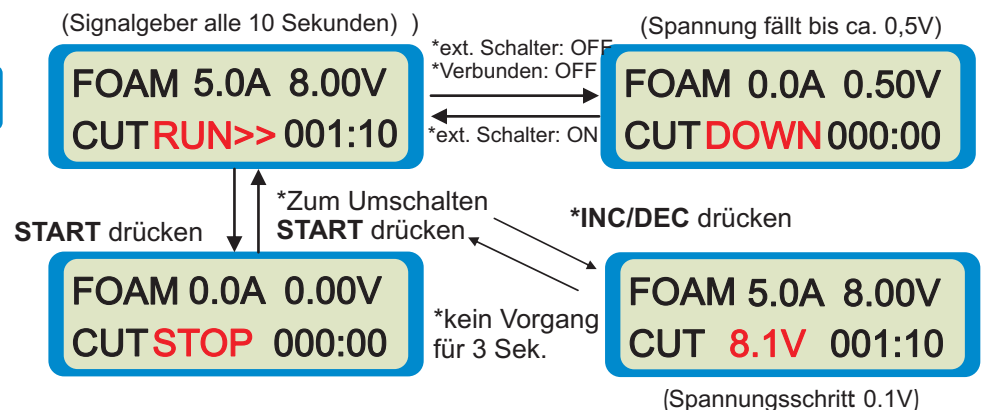 (Signalgeber alle 10 Sekunden) )
FOAM 5.0A 8.00V
CUT RUN>> 001:10
*ext. Schalter: OFF
*Verbunden: OFF
*ext. Schalter: ON
(Spannung fällt bis ca. 0,5V)
FOAM 0.0A 0.50V
CUT DOWN 000:00
START drücken
*Zum Umschalten
START drücken
*INC/DEC drücken
FOAM 0.0A 0.00V
CUT STOP 000:00
*kein Vorgang
für 3 Sek.
FOAM 5.0A 8.00V
CUT 8.1V 001:10
(Spannungsschritt 0.1V)